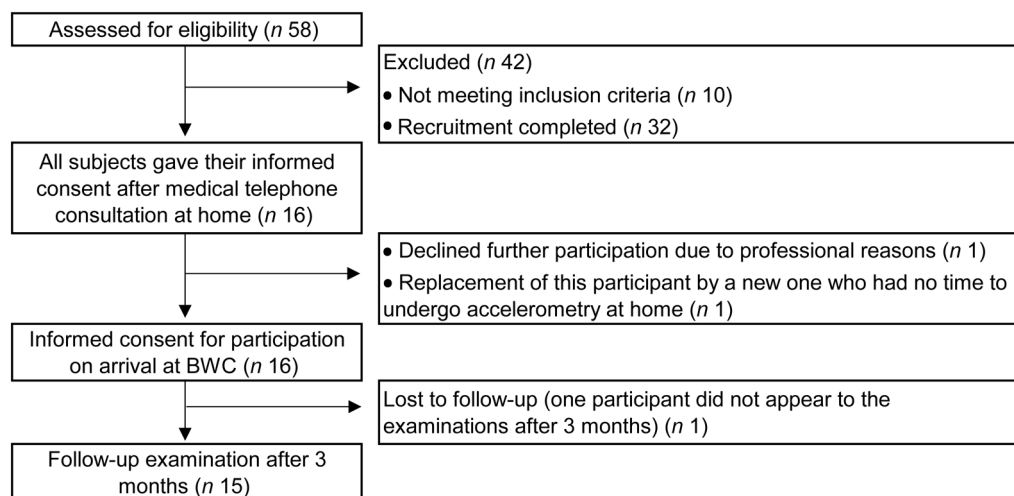 Assessed for eligibility (n 58)
Excluded (n 42)
• Not meeting inclusion criteria (n 10)
• Recruitment completed (n 32)
All subjects gave their informed
consent after medical telephone
consultation at home (n 16)
• Declined further participation due to professional reasons (n 1)
• Replacement of this participant by a new one who had no time to
undergo accelerometry at home (n 1)
Informed consent for participation
on arrival at BWC (n 16)
Lost to follow-up (one participant did not appear to the
examinations after 3 months) (n 1)
Follow-up examination after 3
months (n 15)